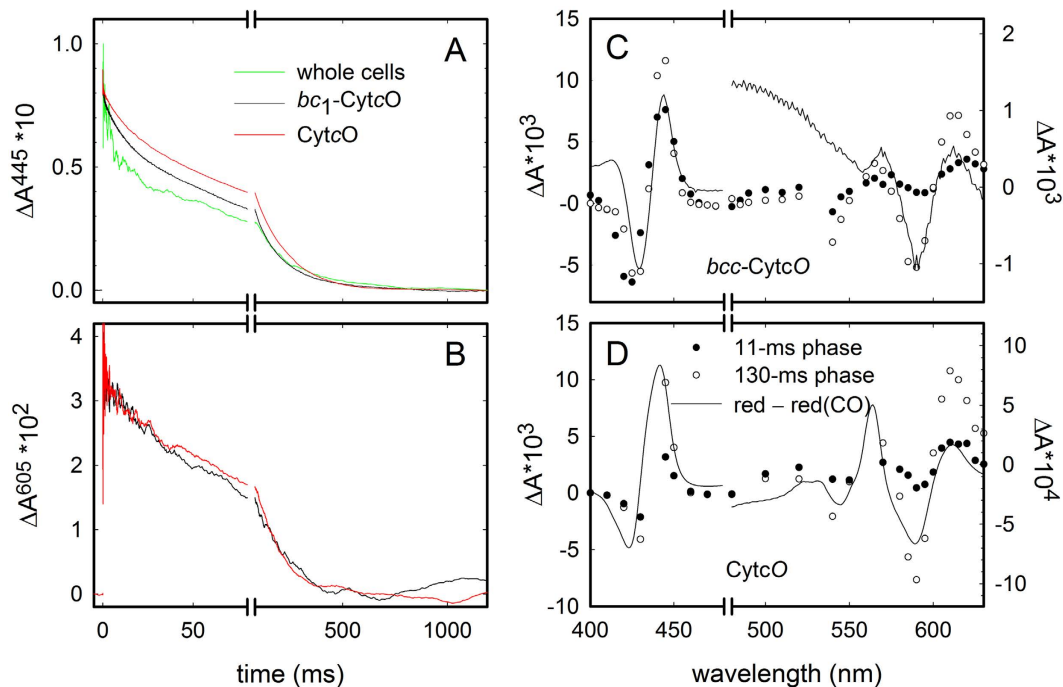 A
1.0
0.5
0.0
ΔA⁴⁴⁵ *10
whole cells
bc₁-CytcO
CytcO
B
4
3
2
1
0
ΔA⁶⁰⁵ *10²
0
50
500
1000
time (ms)
C
15
10
5
-0
-5
ΔA*10³
2
1
0
-1
ΔA*10³
bcc-CytcO
D
11-ms phase
130-ms phase
red – red(CO)
15
10
5
0
-5
-10
ΔA*10³
10
5
0
-5
-10
ΔA*10⁴
CytcO
400
450
500
550
600
wavelength (nm)